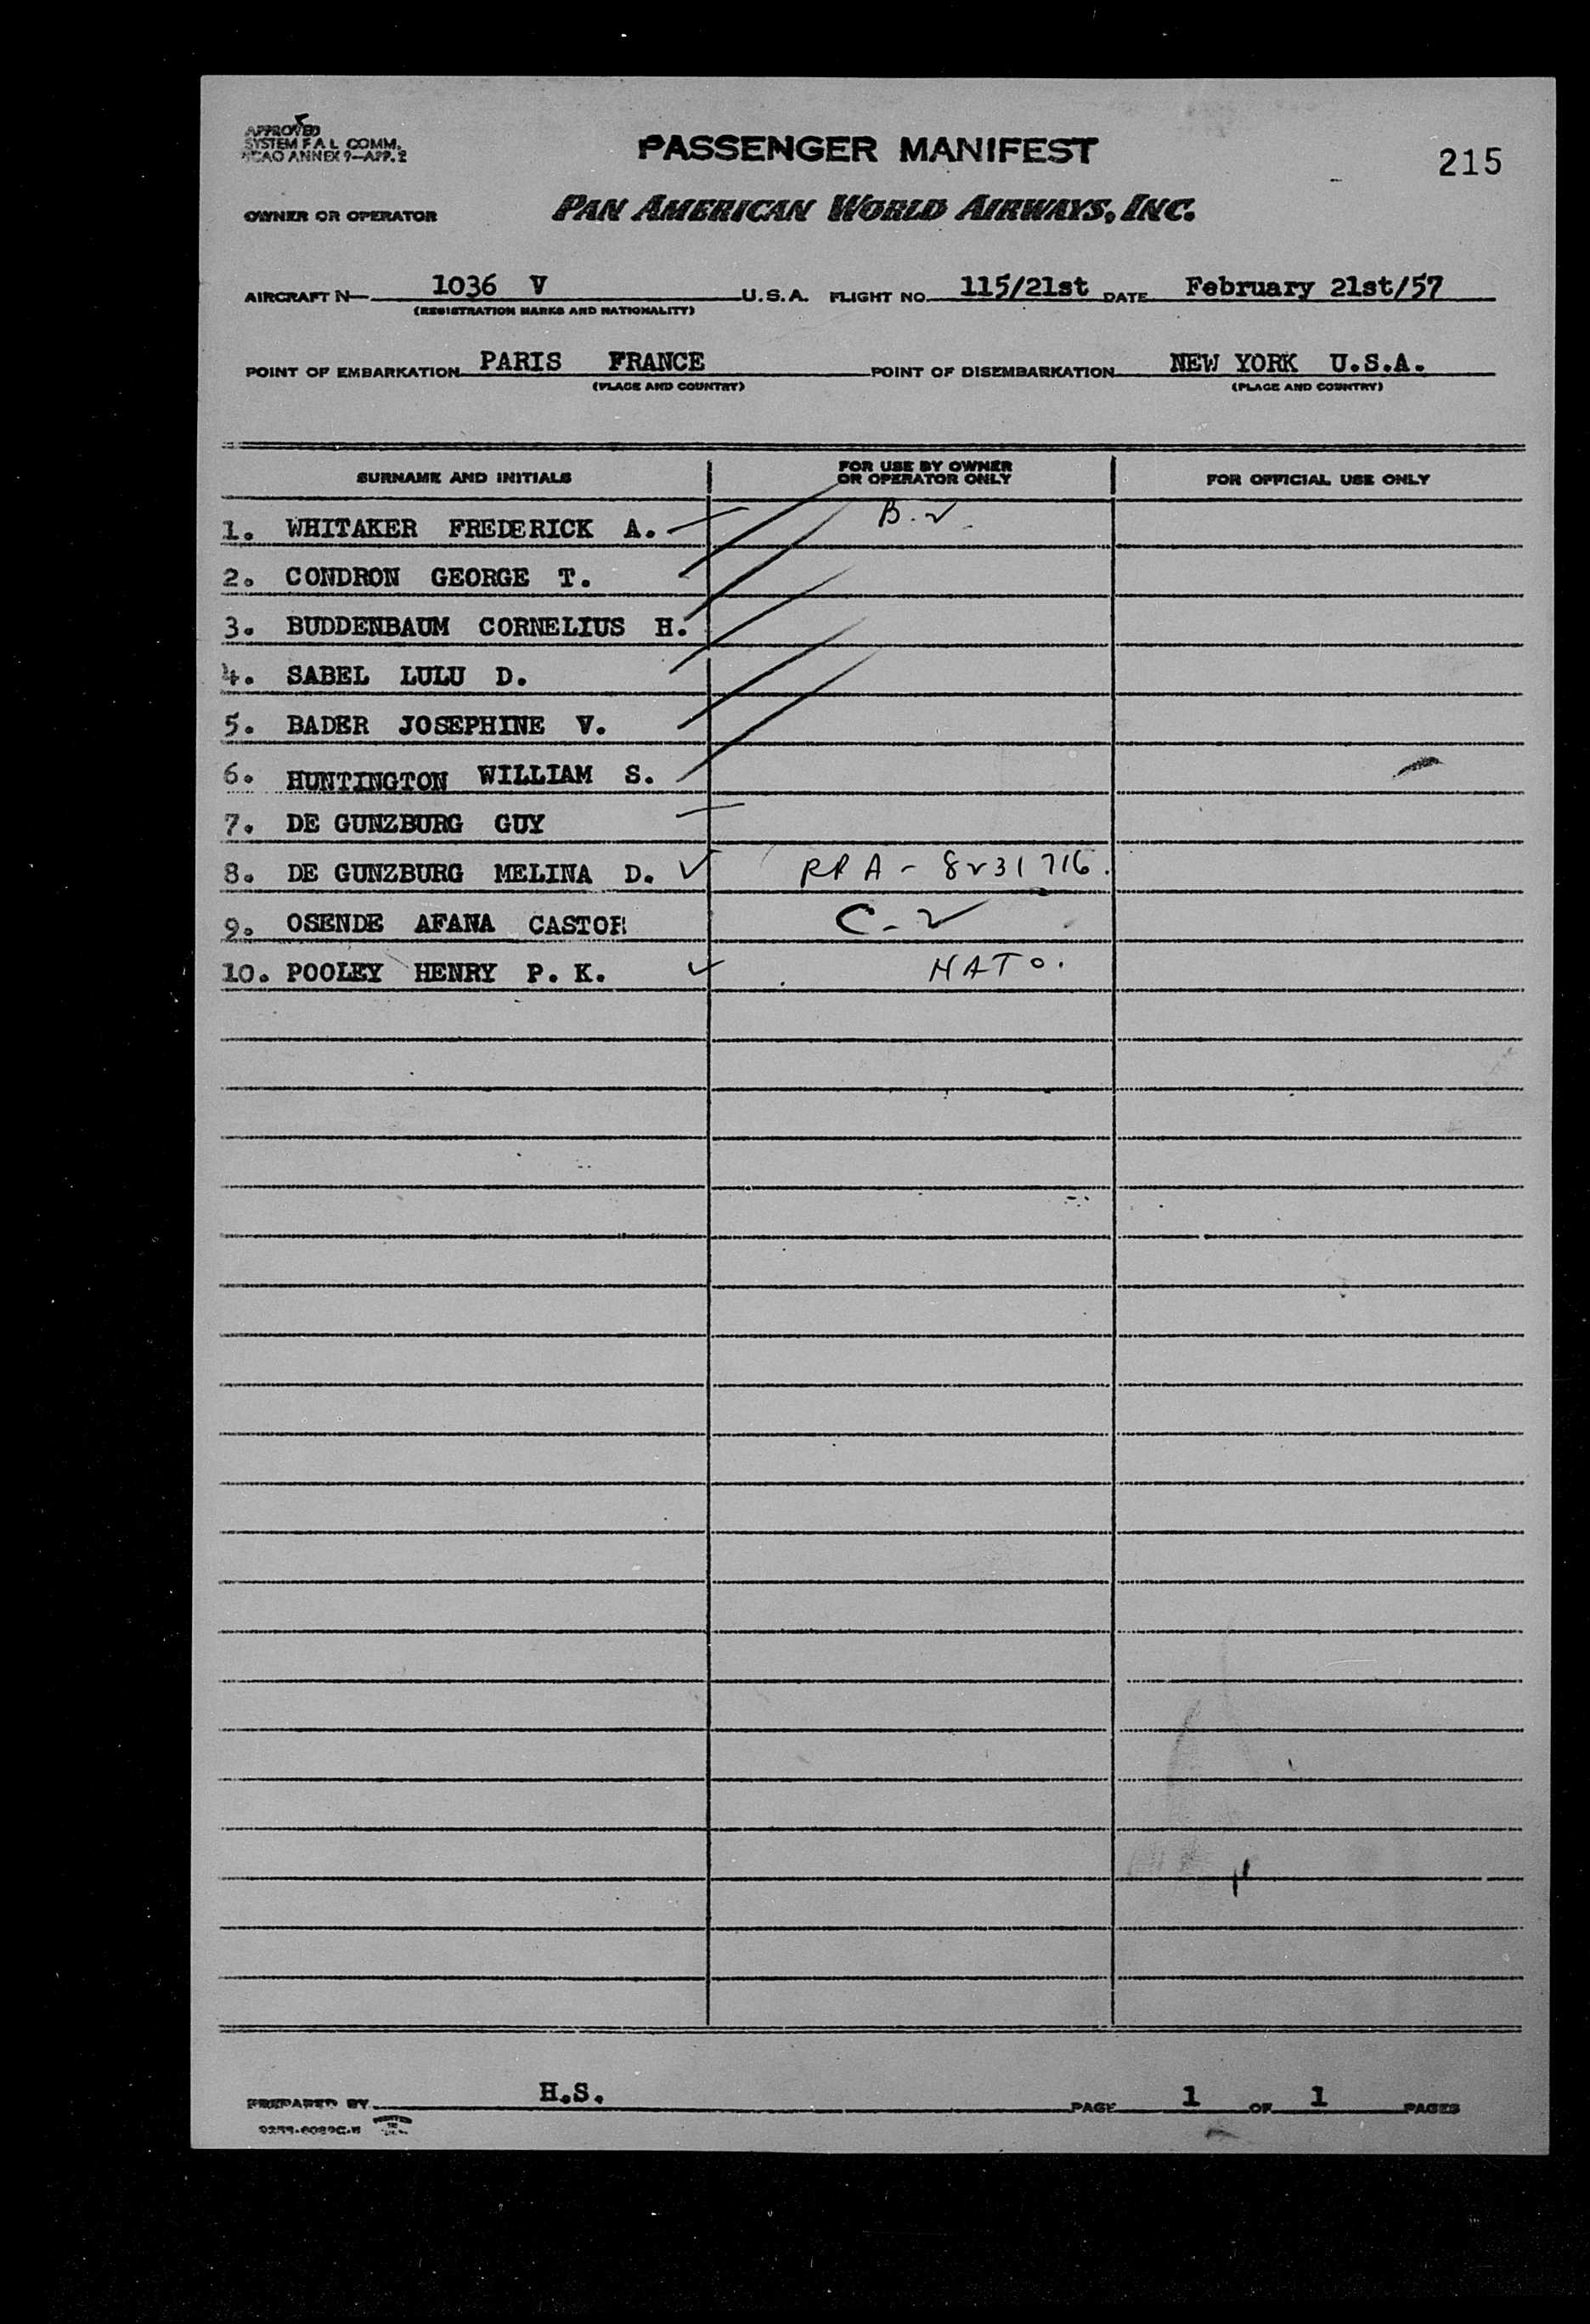 APPROVED
SYSTEM F A L COMM.
ICAO ANNEX 9—APP. 2
PASSENGER MANIFEST
215
OWNER OR OPERATOR PAN AMERICAN WORLD AIRWAYS, INC.
AIRCRAFT N— 1036 V U.S.A. FLIGHT NO. 115/21st DATE February 21st/57
(REGISTRATION MARKS AND NATIONALITY)
POINT OF EMBARKATION PARIS FRANCE POINT OF DISEMBARKATION NEW YORK U.S.A.
(PLACE AND COUNTRY) (PLACE AND COUNTRY)
SURNAME AND INITIALS FOR USE BY OWNER OR OPERATOR ONLY FOR OFFICIAL USE ONLY
1. WHITAKER FREDERICK A. B. 2
2. CONDRON GEORGE T.
3. BUDDENBAUM CORNELIUS H.
4. SABEL LULU D.
5. BADER JOSEPHINE V.
6. HUNTINGTON WILLIAM S.
7. DE GUNZBURG GUY
8. DE GUNZBURG MELINA D. ✓ RPA - 8231716.
9. OSENDE AFANA CASTOR C - 2
10. POOLEY HENRY P. K. ✓ NATO.
PREPARED BY H.S. PAGE 1 OF 1 PAGES